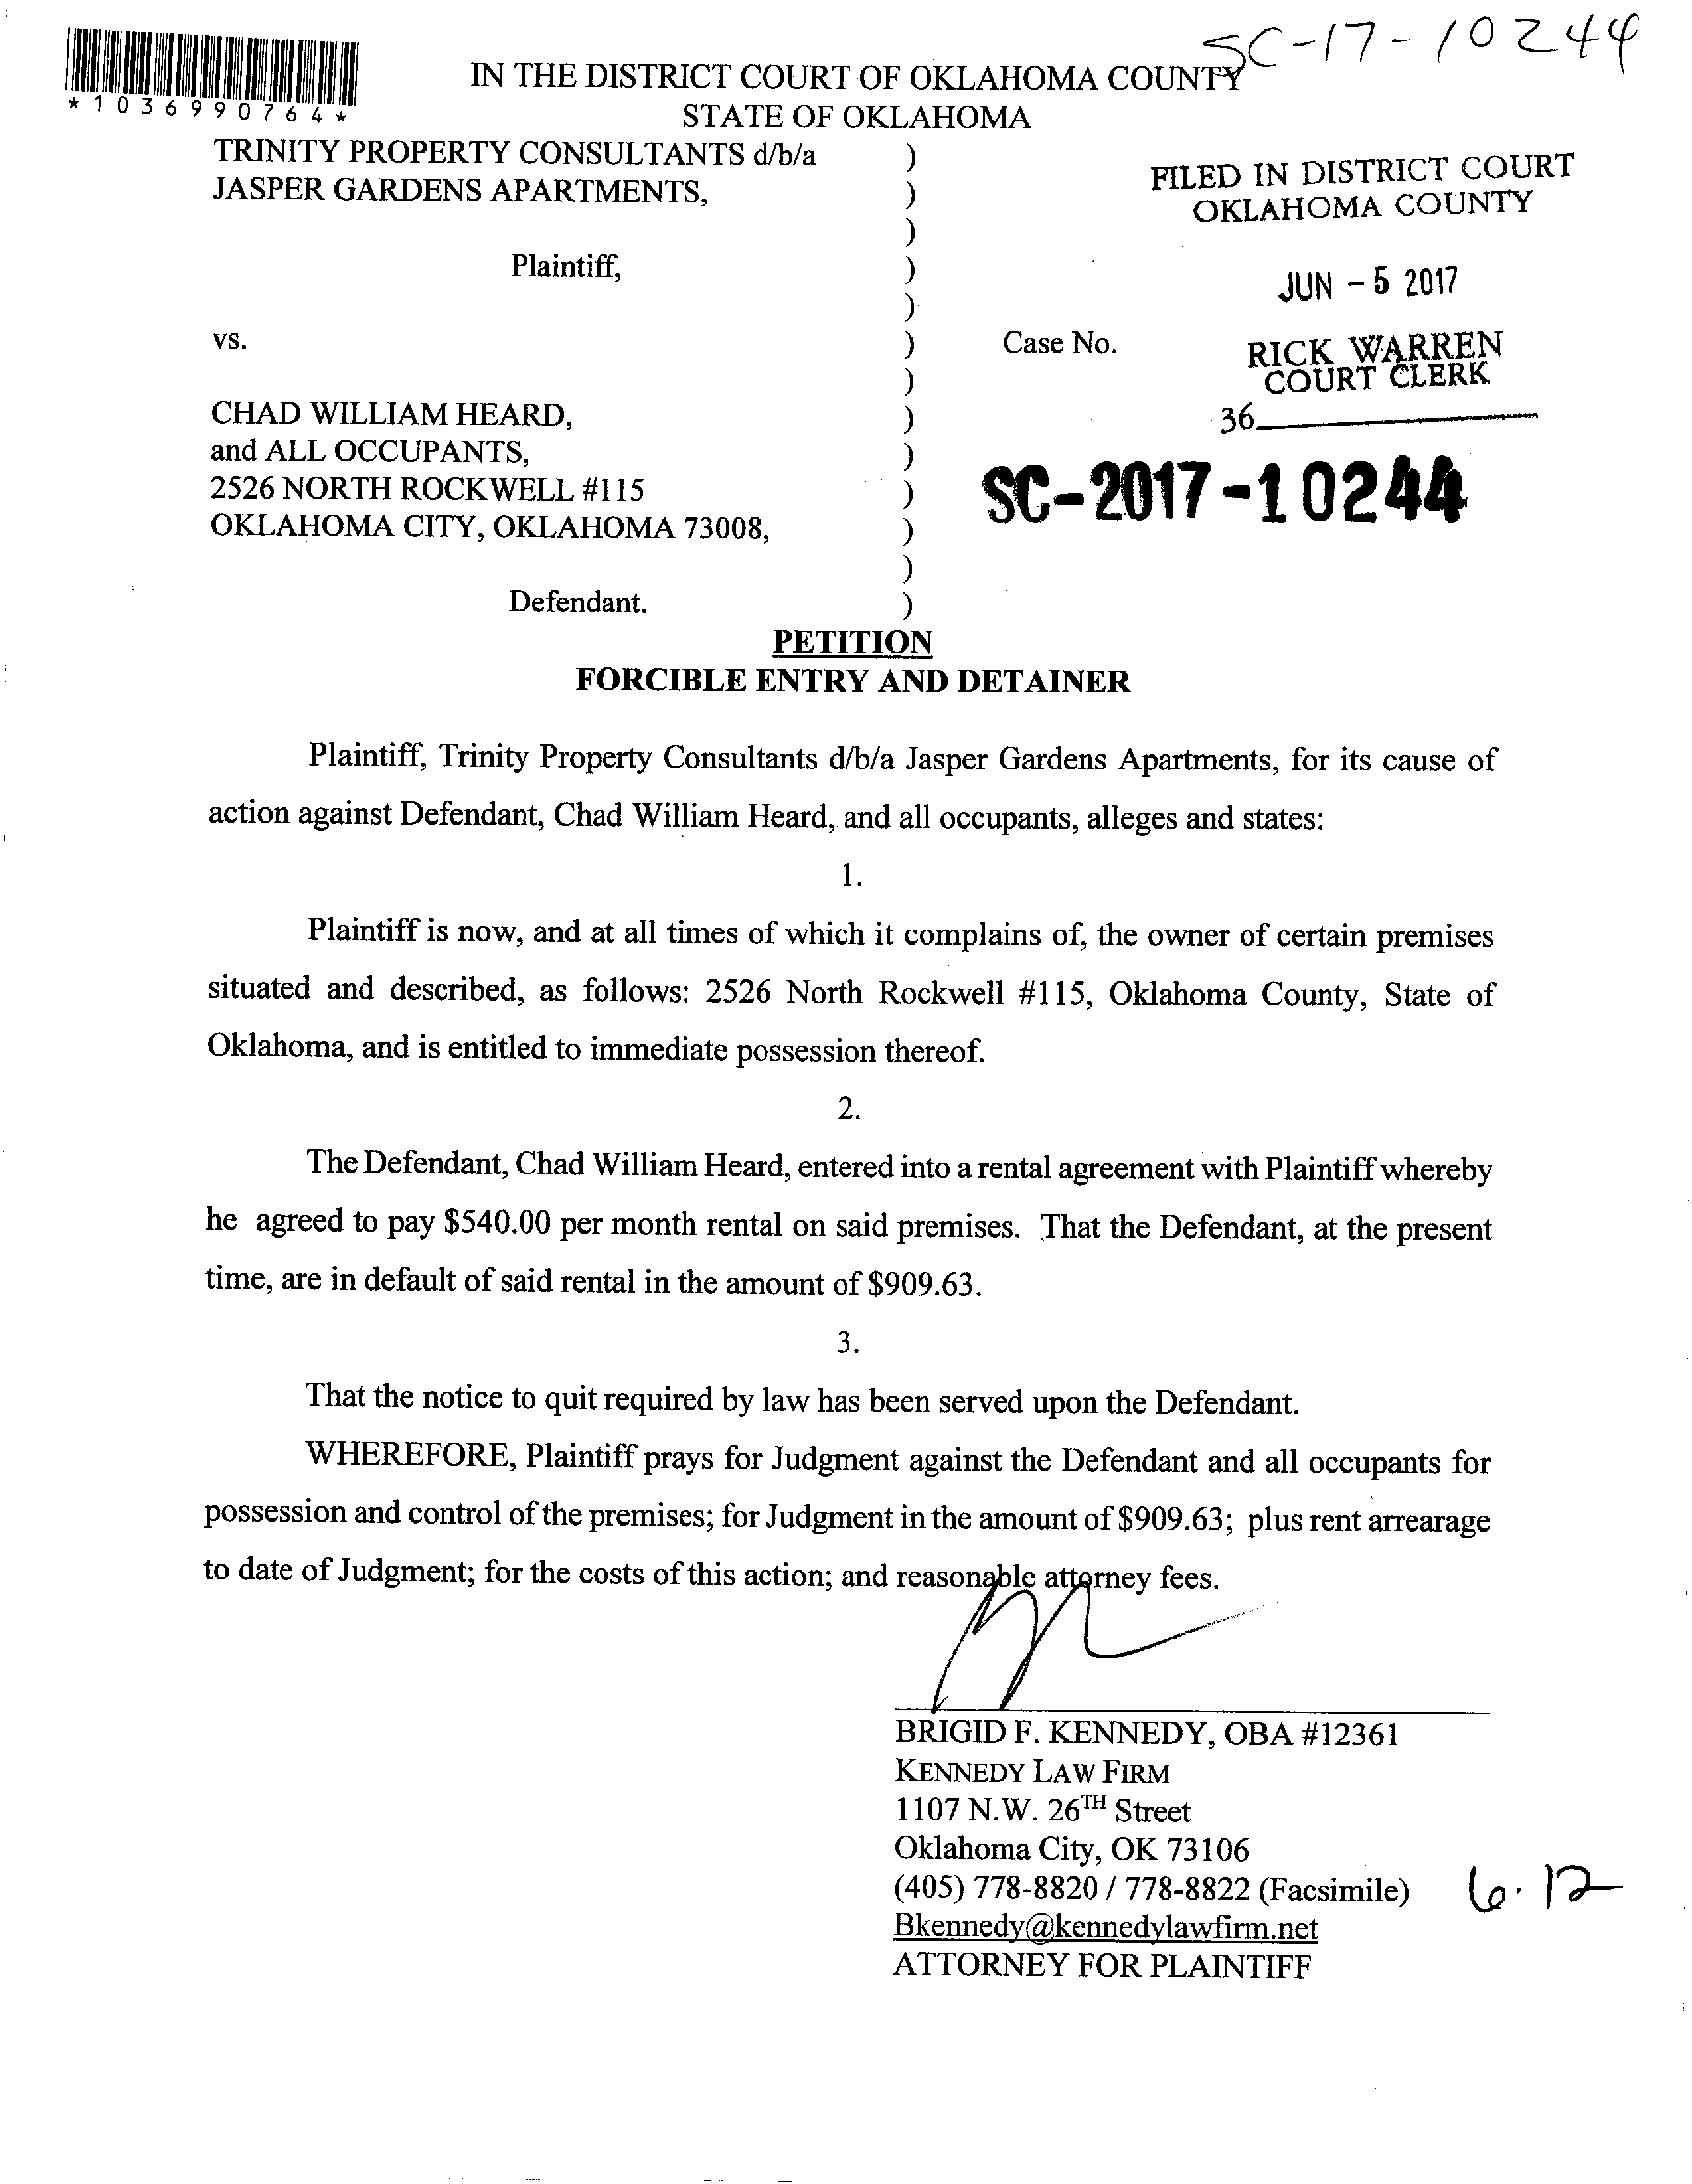 SC-17-10244
*1036990764*
IN THE DISTRICT COURT OF OKLAHOMA COUNTY
STATE OF OKLAHOMA
TRINITY PROPERTY CONSULTANTS d/b/a )
JASPER GARDENS APARTMENTS, )
)
Plaintiff, )
)
vs. ) Case No.
)
CHAD WILLIAM HEARD, )
and ALL OCCUPANTS, )
2526 NORTH ROCKWELL #115 )
OKLAHOMA CITY, OKLAHOMA 73008, )
)
Defendant. )
FILED IN DISTRICT COURT
OKLAHOMA COUNTY
JUN - 5 2017
RICK WARREN
COURT CLERK
36
SC-2017-10244
PETITION
FORCIBLE ENTRY AND DETAINER
Plaintiff, Trinity Property Consultants d/b/a Jasper Gardens Apartments, for its cause of
action against Defendant, Chad William Heard, and all occupants, alleges and states:
1.
Plaintiff is now, and at all times of which it complains of, the owner of certain premises
situated and described, as follows: 2526 North Rockwell #115, Oklahoma County, State of
Oklahoma, and is entitled to immediate possession thereof.
2.
The Defendant, Chad William Heard, entered into a rental agreement with Plaintiff whereby
he agreed to pay $540.00 per month rental on said premises. That the Defendant, at the present
time, are in default of said rental in the amount of $909.63.
3.
That the notice to quit required by law has been served upon the Defendant.
WHEREFORE, Plaintiff prays for Judgment against the Defendant and all occupants for
possession and control of the premises; for Judgment in the amount of $909.63; plus rent arrearage
to date of Judgment; for the costs of this action; and reasonable attorney fees.
BRIGID F. KENNEDY, OBA #12361
KENNEDY LAW FIRM
1107 N.W. 26TH Street
Oklahoma City, OK 73106
(405) 778-8820 / 778-8822 (Facsimile)
6.12
Bkennedy@kennedylawfirm.net
ATTORNEY FOR PLAINTIFF